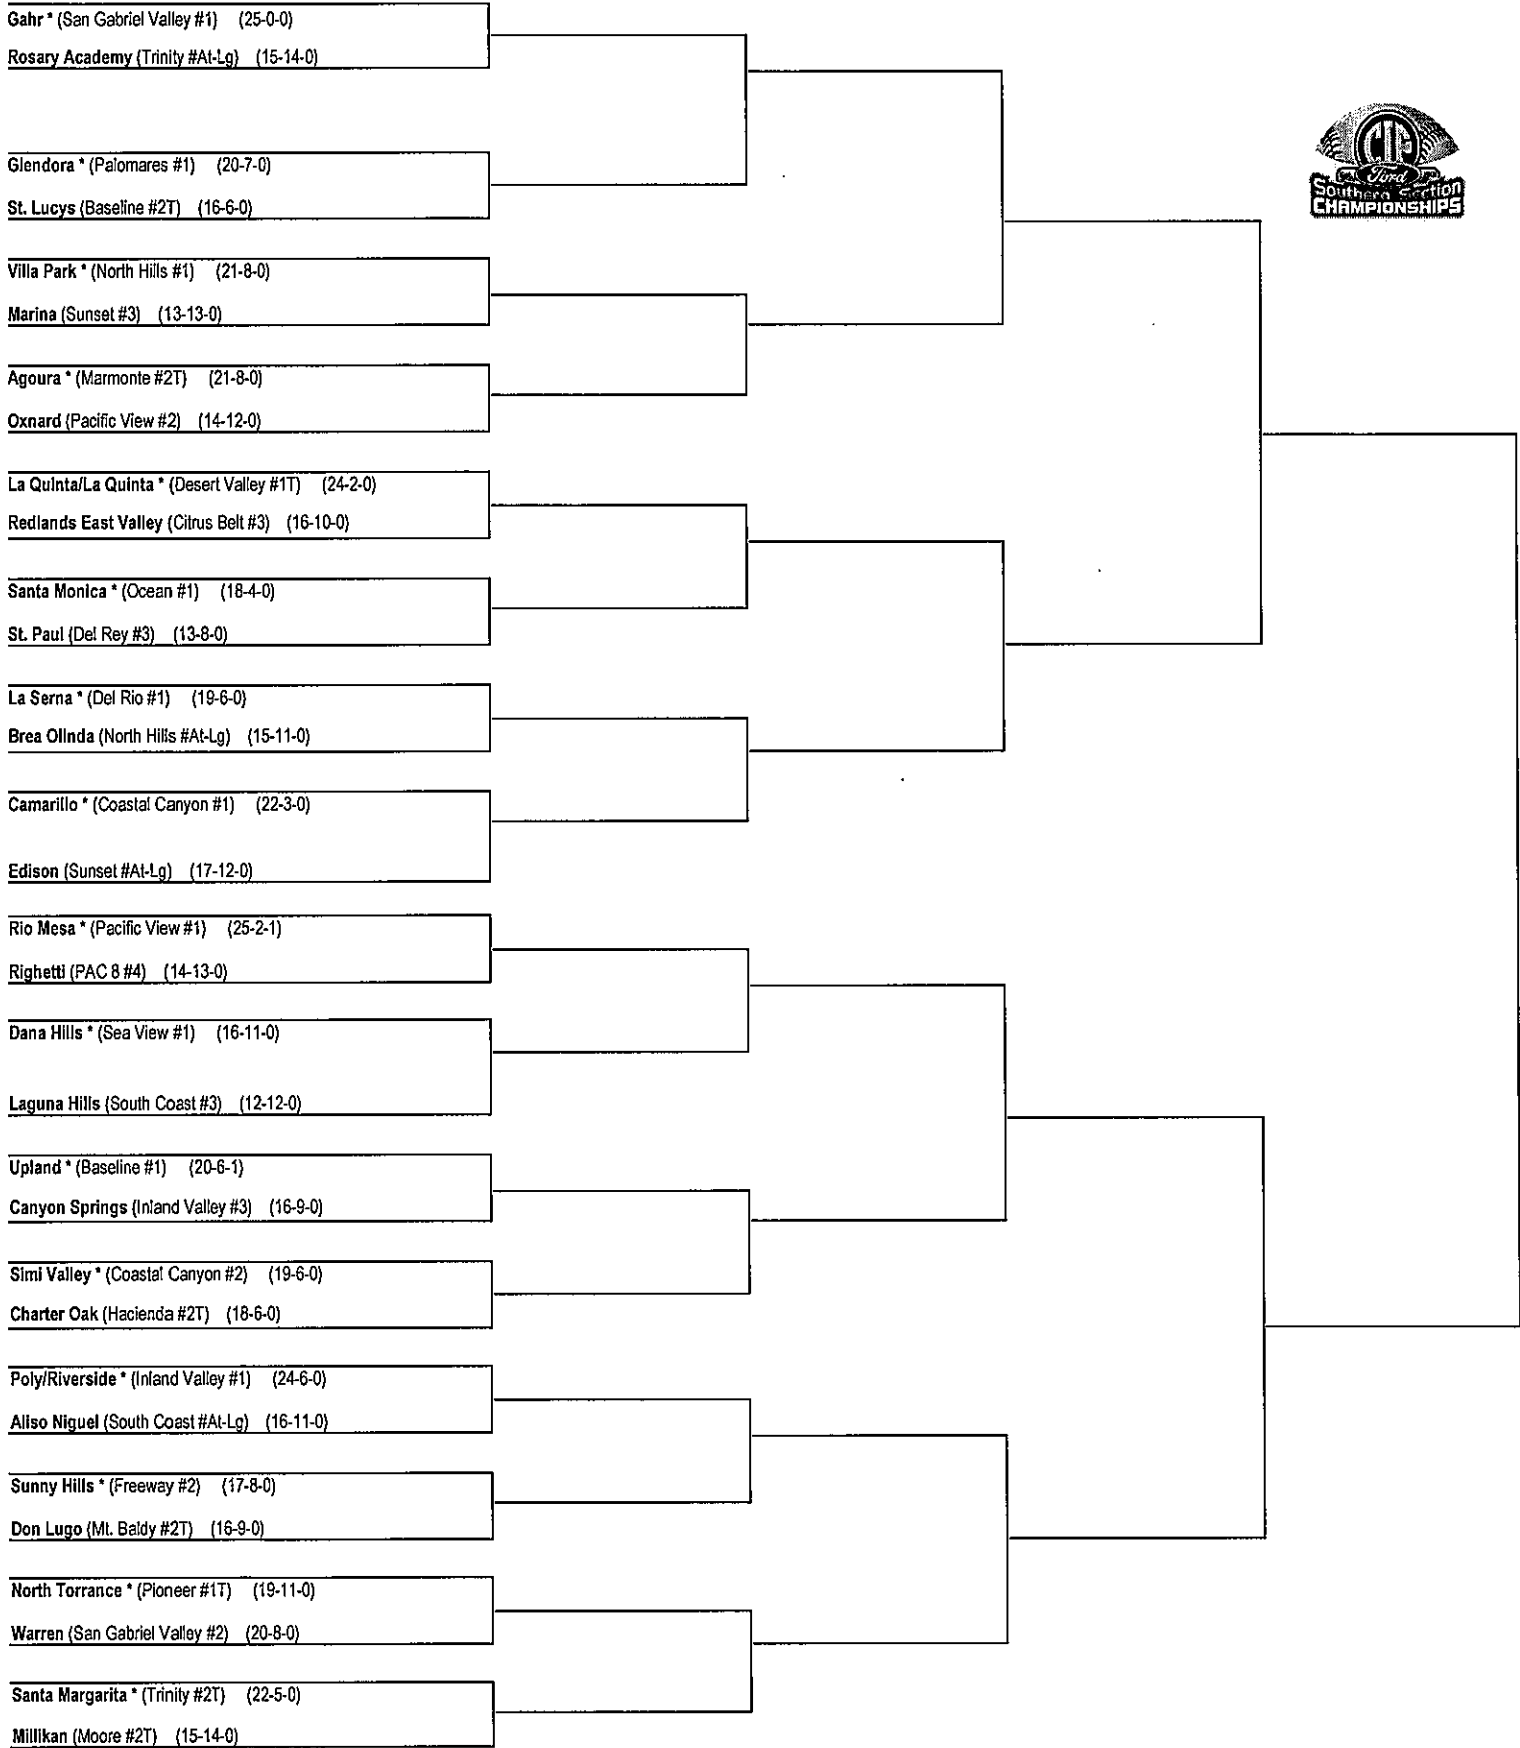 Gahr * (San Gabriel Valley #1) (25-0-0)
Rosary Academy (Trinity #At-Lg) (15-14-0)
CIF
Ford
Southern Section
CHAMPIONSHIPS
Glendora * (Palomares #1) (20-7-0)
St. Lucys (Baseline #2T) (16-6-0)
Villa Park * (North Hills #1) (21-8-0)
Marina (Sunset #3) (13-13-0)
Agoura * (Marmonte #2T) (21-8-0)
Oxnard (Pacific View #2) (14-12-0)
La Quinta/La Quinta * (Desert Valley #1T) (24-2-0)
Redlands East Valley (Citrus Belt #3) (16-10-0)
Santa Monica * (Ocean #1) (18-4-0)
St. Paul (Del Rey #3) (13-8-0)
La Serna * (Del Rio #1) (19-6-0)
Brea Olinda (North Hills #At-Lg) (15-11-0)
Camarillo * (Coastal Canyon #1) (22-3-0)
Edison (Sunset #At-Lg) (17-12-0)
Rio Mesa * (Pacific View #1) (25-2-1)
Righetti (PAC 8 #4) (14-13-0)
Dana Hills * (Sea View #1) (16-11-0)
Laguna Hills (South Coast #3) (12-12-0)
Upland * (Baseline #1) (20-6-1)
Canyon Springs (Inland Valley #3) (16-9-0)
Simi Valley * (Coastal Canyon #2) (19-6-0)
Charter Oak (Hacienda #2T) (18-6-0)
Poly/Riverside * (Inland Valley #1) (24-6-0)
Aliso Niguel (South Coast #At-Lg) (16-11-0)
Sunny Hills * (Freeway #2) (17-8-0)
Don Lugo (Mt. Baldy #2T) (16-9-0)
North Torrance * (Pioneer #1T) (19-11-0)
Warren (San Gabriel Valley #2) (20-8-0)
Santa Margarita * (Trinity #2T) (22-5-0)
Millikan (Moore #2T) (15-14-0)